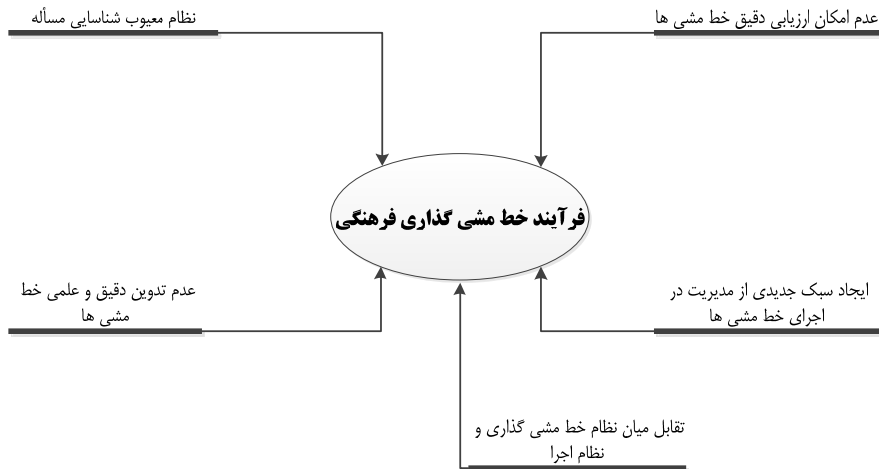 عدم امکان ارزیابی دقیق خط مشی ها
نظام معیوب شناسایی مسأله
فرآیند خط مشی گذاری فرهنگی
ایجاد سبک جدیدی از مدیریت در
اجرای خط مشی ها
عدم تدوین دقیق و علمی خط
مشی ها
تقابل میان نظام خط مشی گذاری و
نظام اجرا